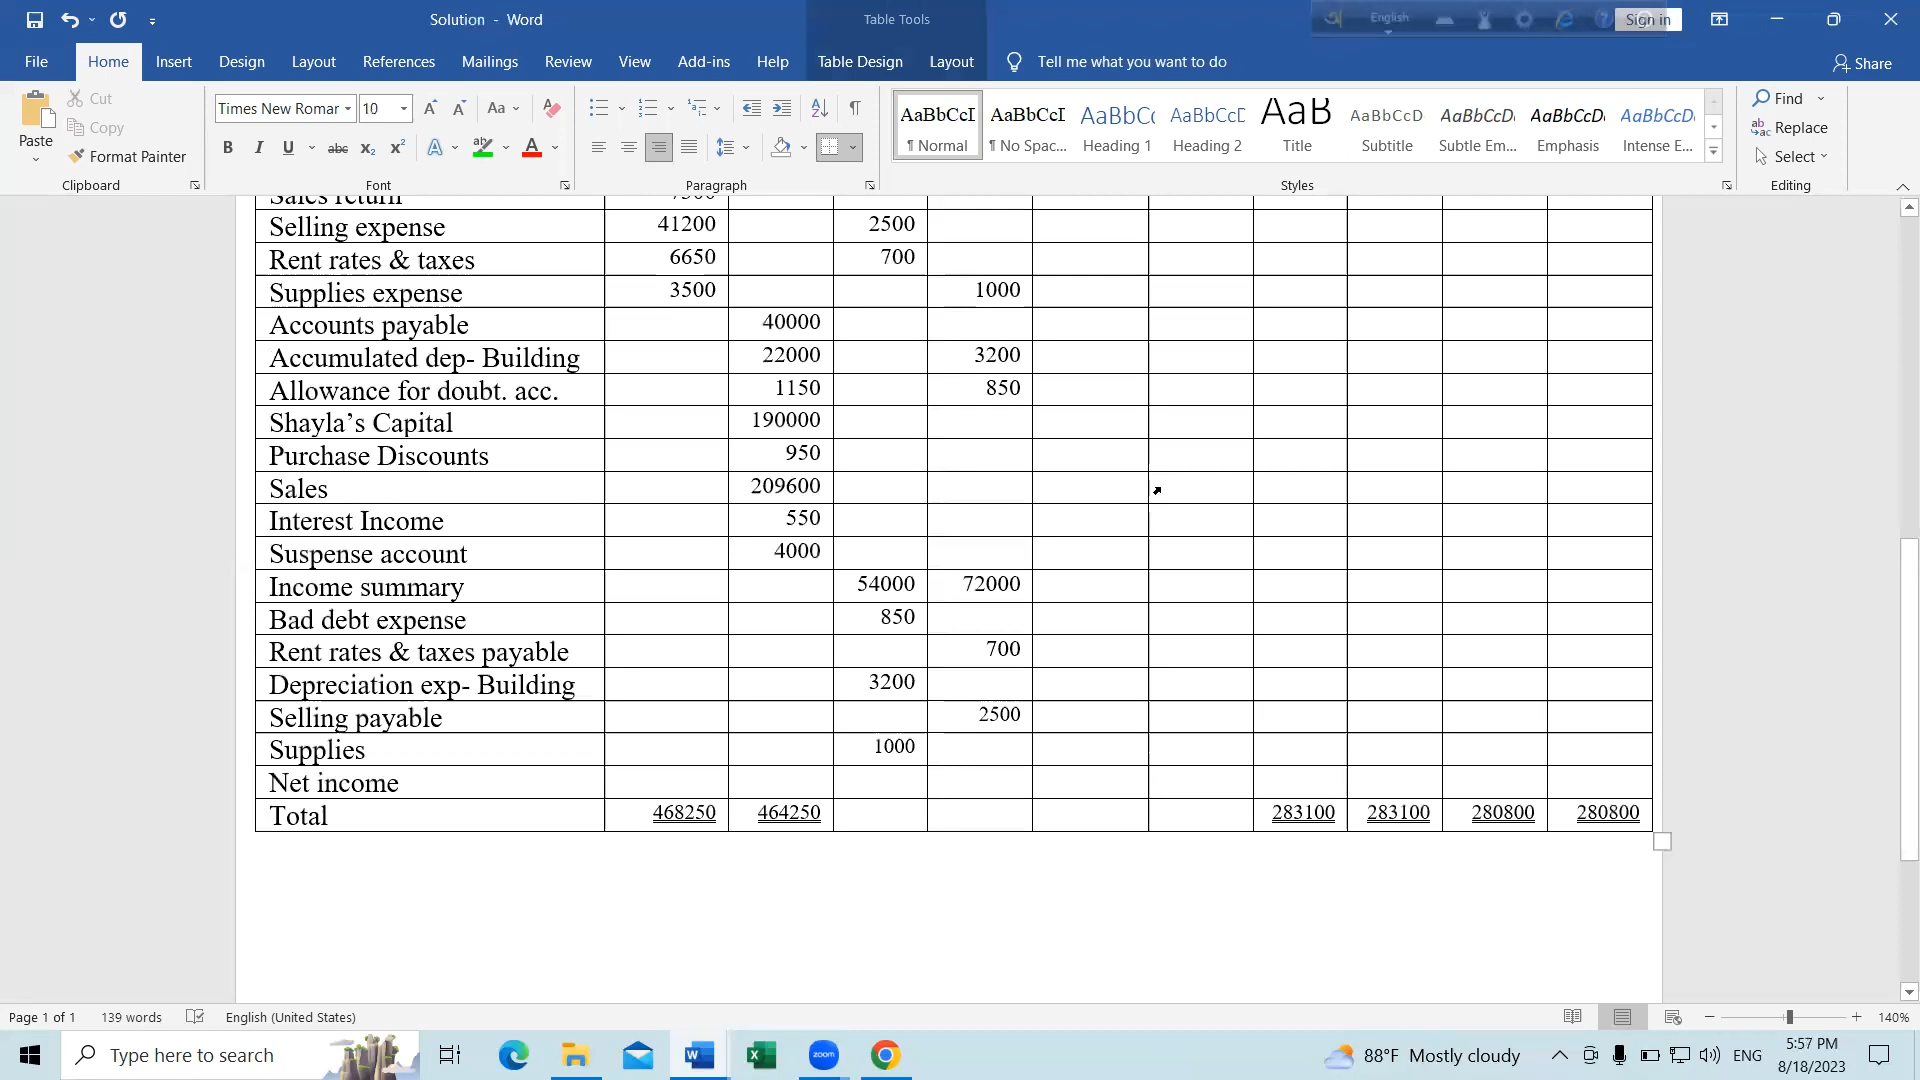 Solution - Word
Table Tools
English
Sign in
File Home Insert Design Layout References Mailings Review View Add-ins Help Table Design Layout Tell me what you want to do Share
Paste
Cut
Copy
Format Painter
Clipboard
Times New Romar 10
Font
Paragraph
AaBbCcI
¶ Normal
AaBbCcI
¶ No Spac...
AaBbCc
Heading 1
AaBbCcD
Heading 2
AaB
Title
AaBbCcD
Subtitle
AaBbCcD
Subtle Em...
AaBbCcD
Emphasis
AaBbCcD
Intense E...
Styles
Find
Replace
Select
Editing
Sales return 7500
Selling expense 41200 2500
Rent rates & taxes 6650 700
Supplies expense 3500 1000
Accounts payable 40000
Accumulated dep- Building 22000 3200
Allowance for doubt. acc. 1150 850
Shayla’s Capital 190000
Purchase Discounts 950
Sales 209600
Interest Income 550
Suspense account 4000
Income summary 54000 72000
Bad debt expense 850
Rent rates & taxes payable 700
Depreciation exp- Building 3200
Selling payable 2500
Supplies 1000
Net income
Total 468250 464250 283100 283100 280800 280800
Page 1 of 1 139 words English (United States) 140%
Type here to search
zoom
88°F Mostly cloudy
ENG
5:57 PM
8/18/2023